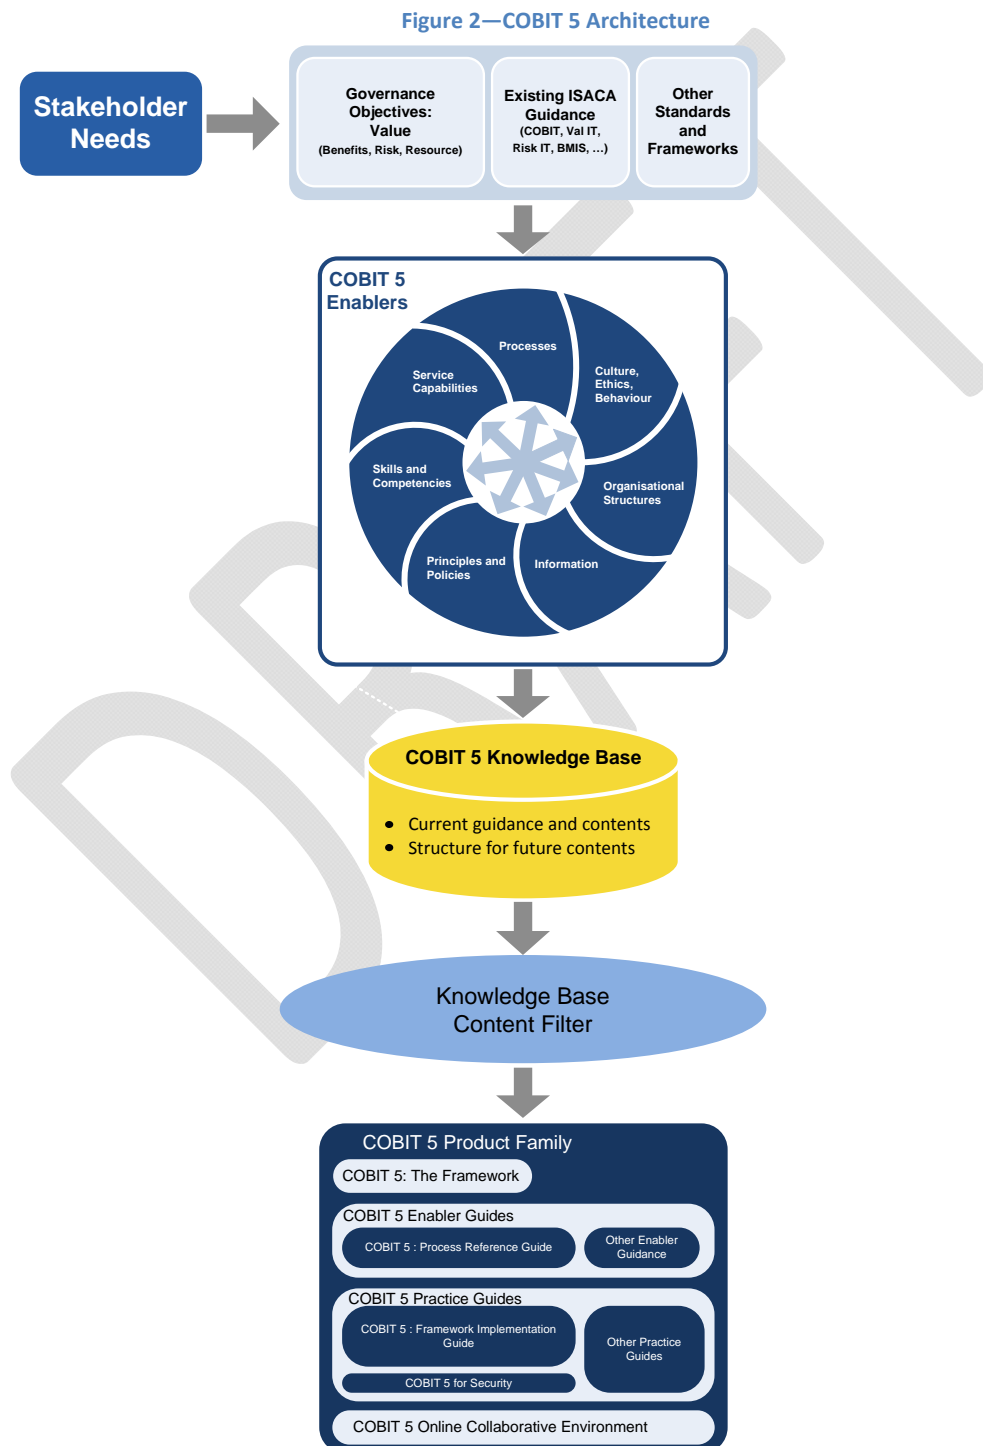 Figure 2—COBIT 5 Architecture
Stakeholder
Needs
Governance
Objectives:
Value
(Benefits, Risk, Resource)
Existing ISACA
Guidance
(COBIT, Val IT,
Risk IT, BMIS, ...)
Other
Standards
and
Frameworks
COBIT 5
Enablers
Processes
Culture,
Ethics,
Behaviour
Service
Capabilities
Skills and
Competencies
Organisational
Structures
Principles and
Policies
Information
COBIT 5 Knowledge Base
• Current guidance and contents
• Structure for future contents
Knowledge Base
Content Filter
COBIT 5 Product Family
COBIT 5: The Framework
COBIT 5 Enabler Guides
COBIT 5 : Process Reference Guide
Other Enabler
Guidance
COBIT 5 Practice Guides
COBIT 5 : Framework Implementation
Guide
Other Practice
Guides
COBIT 5 for Security
COBIT 5 Online Collaborative Environment
DRAFT